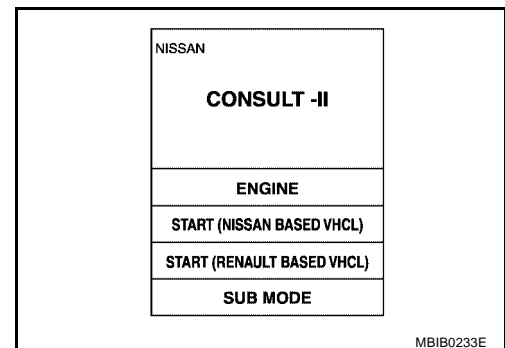 NISSAN
CONSULT -II
ENGINE
START (NISSAN BASED VHCL)
START (RENAULT BASED VHCL)
SUB MODE
MBIB0233E